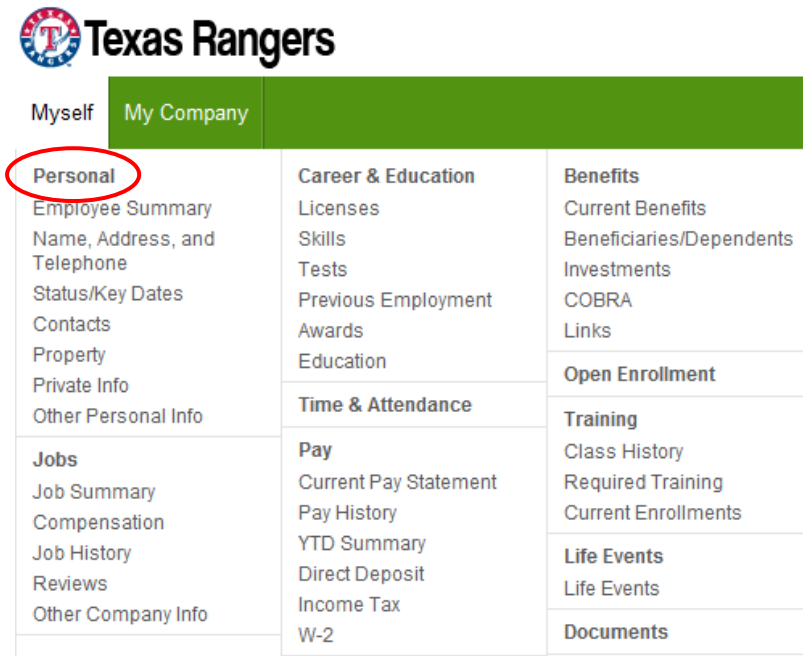 TEXAS
T
RANGERS
Texas Rangers
Myself
My Company
Personal
Employee Summary
Name, Address, and
Telephone
Status/Key Dates
Contacts
Property
Private Info
Other Personal Info
Jobs
Job Summary
Compensation
Job History
Reviews
Other Company Info
Career & Education
Licenses
Skills
Tests
Previous Employment
Awards
Education
Time & Attendance
Pay
Current Pay Statement
Pay History
YTD Summary
Direct Deposit
Income Tax
W-2
Benefits
Current Benefits
Beneficiaries/Dependents
Investments
COBRA
Links
Open Enrollment
Training
Class History
Required Training
Current Enrollments
Life Events
Life Events
Documents